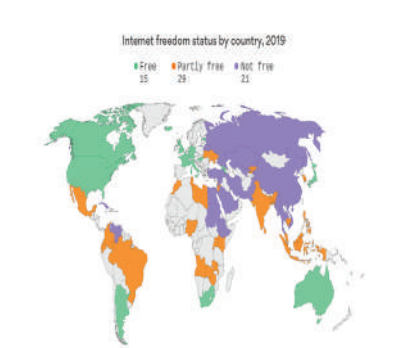 Internet freedom status by country, 2019
Free Partly free Not free
15 29 21